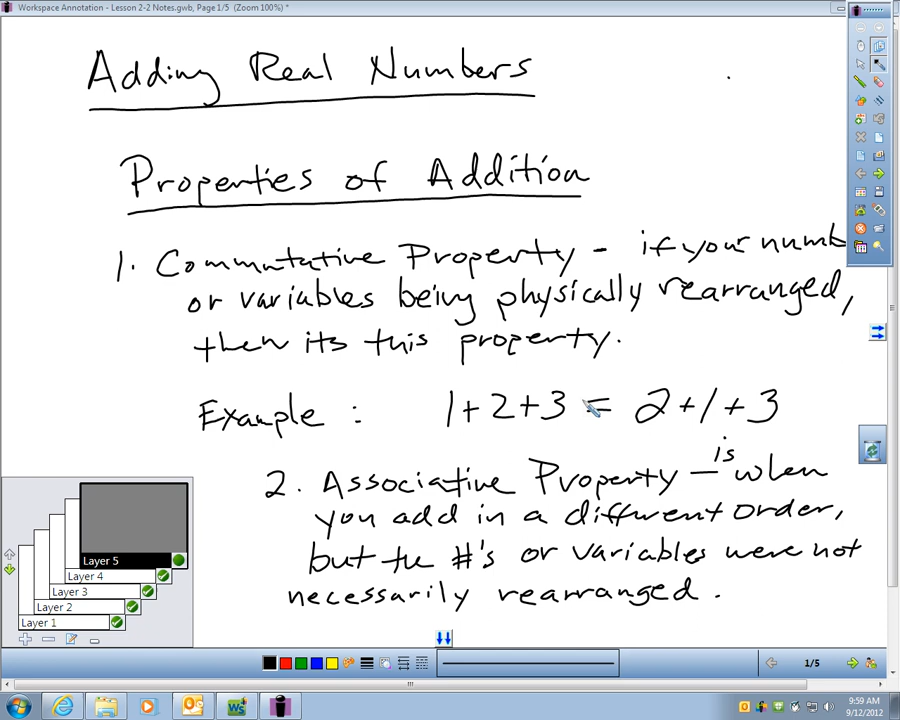 Workspace Annotation - Lesson 2-2 Notes.gwb, Page 1/5 (Zoom 100%) *
Adding Real Numbers
Properties of Addition
1. Commutative Property - if your numb
or variables being physically rearranged,
then its this property.
Example : 1+2+3 = 2+1+3
2. Associative Property — is when
you add in a different order,
but the #'s or variables were not
necessarily rearranged.
Layer 5
Layer 4
Layer 3
Layer 2
Layer 1
1/5
9:59 AM
9/12/2012